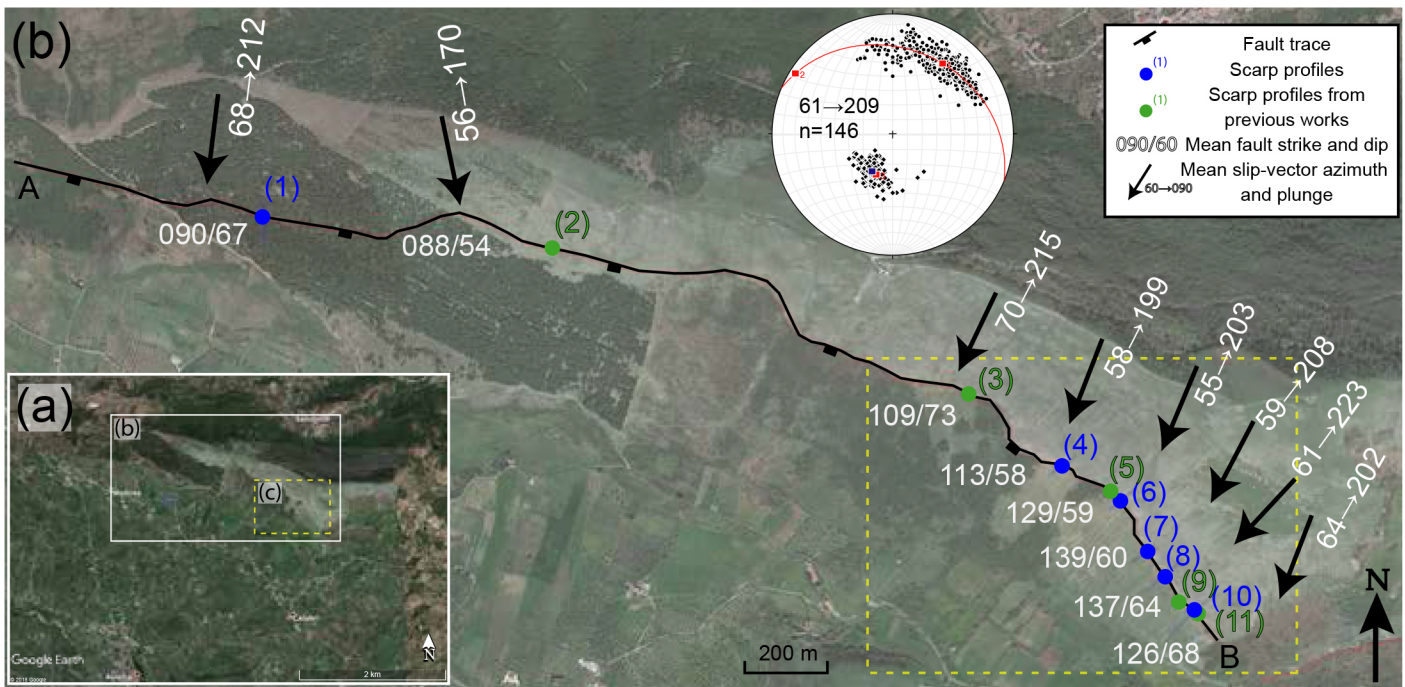 (b)
68→212
56→170
61→209
n=146
2
Fault trace
(1) Scarp profiles
(1) Scarp profiles from
previous works
090/60 Mean fault strike and dip
60→090 Mean slip-vector azimuth
and plunge
A
(1)
090/67
088/54
(2)
70→215
58→199
55→203
59→208
61→223
64→202
(3)
109/73
(4)
113/58
(5)
(6)
129/59
(7)
139/60
(8)
(9)
137/64
(10)
(11)
126/68
B
N
200 m
(a)
(b)
(c)
Google Earth
N
2 km